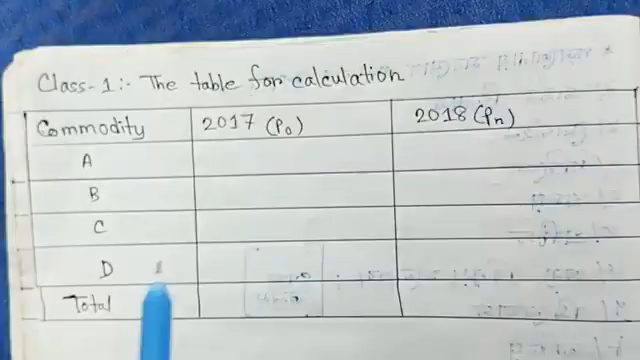 Class-1:- The table for calculation
Commodity 2017 (P₀) 2018 (Pn)
A
B
C
D
Total